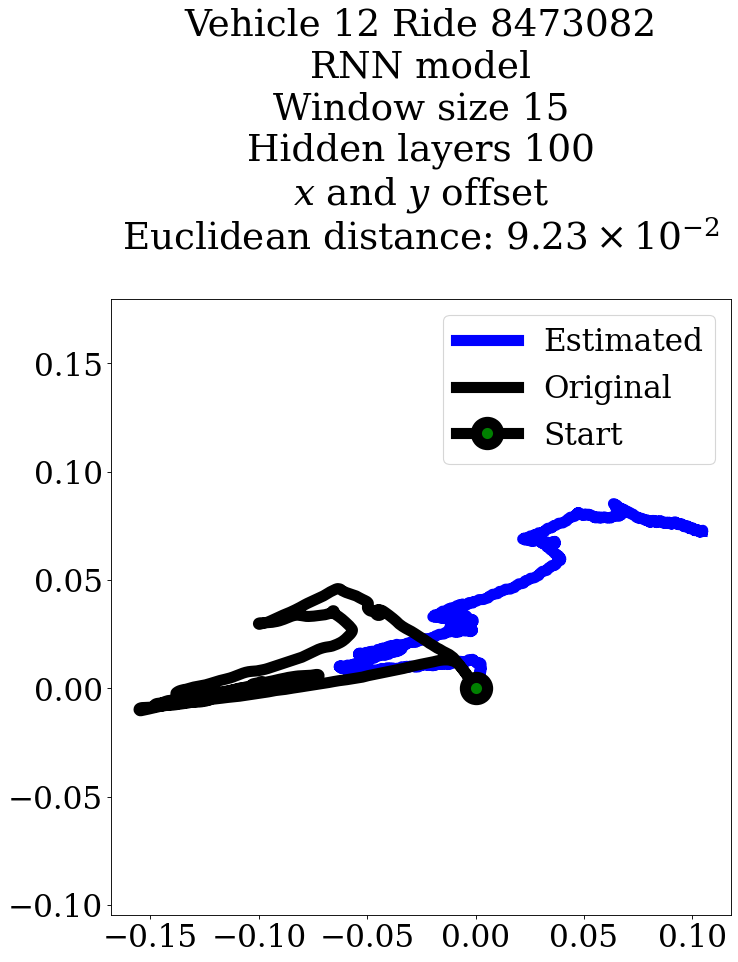 Vehicle 12 Ride 8473082
RNN model
Window size 15
Hidden layers 100
x and y offset
Euclidean distance: 9.23 × 10⁻²
Estimated
Original
Start
0.15
0.10
0.05
0.00
−0.05
−0.10
−0.15 −0.10 −0.05 0.00 0.05 0.10